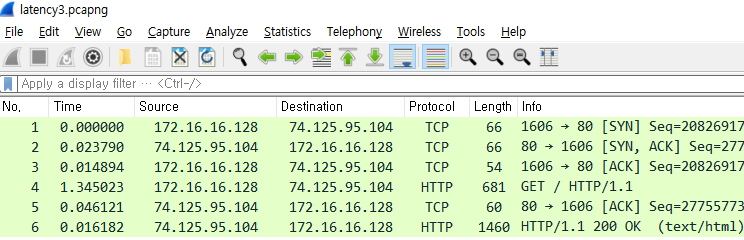 latency3.pcapng
File Edit View Go Capture Analyze Statistics Telephony Wireless Tools Help
Apply a display filter ... <Ctrl-/>
No. Time Source Destination Protocol Length Info
1 0.000000 172.16.16.128 74.125.95.104 TCP 66 1606 → 80 [SYN] Seq=20826917
2 0.023790 74.125.95.104 172.16.16.128 TCP 66 80 → 1606 [SYN, ACK] Seq=277
3 0.014894 172.16.16.128 74.125.95.104 TCP 54 1606 → 80 [ACK] Seq=20826917
4 1.345023 172.16.16.128 74.125.95.104 HTTP 681 GET / HTTP/1.1
5 0.046121 74.125.95.104 172.16.16.128 TCP 60 80 → 1606 [ACK] Seq=27755773
6 0.016182 74.125.95.104 172.16.16.128 HTTP 1460 HTTP/1.1 200 OK (text/html)